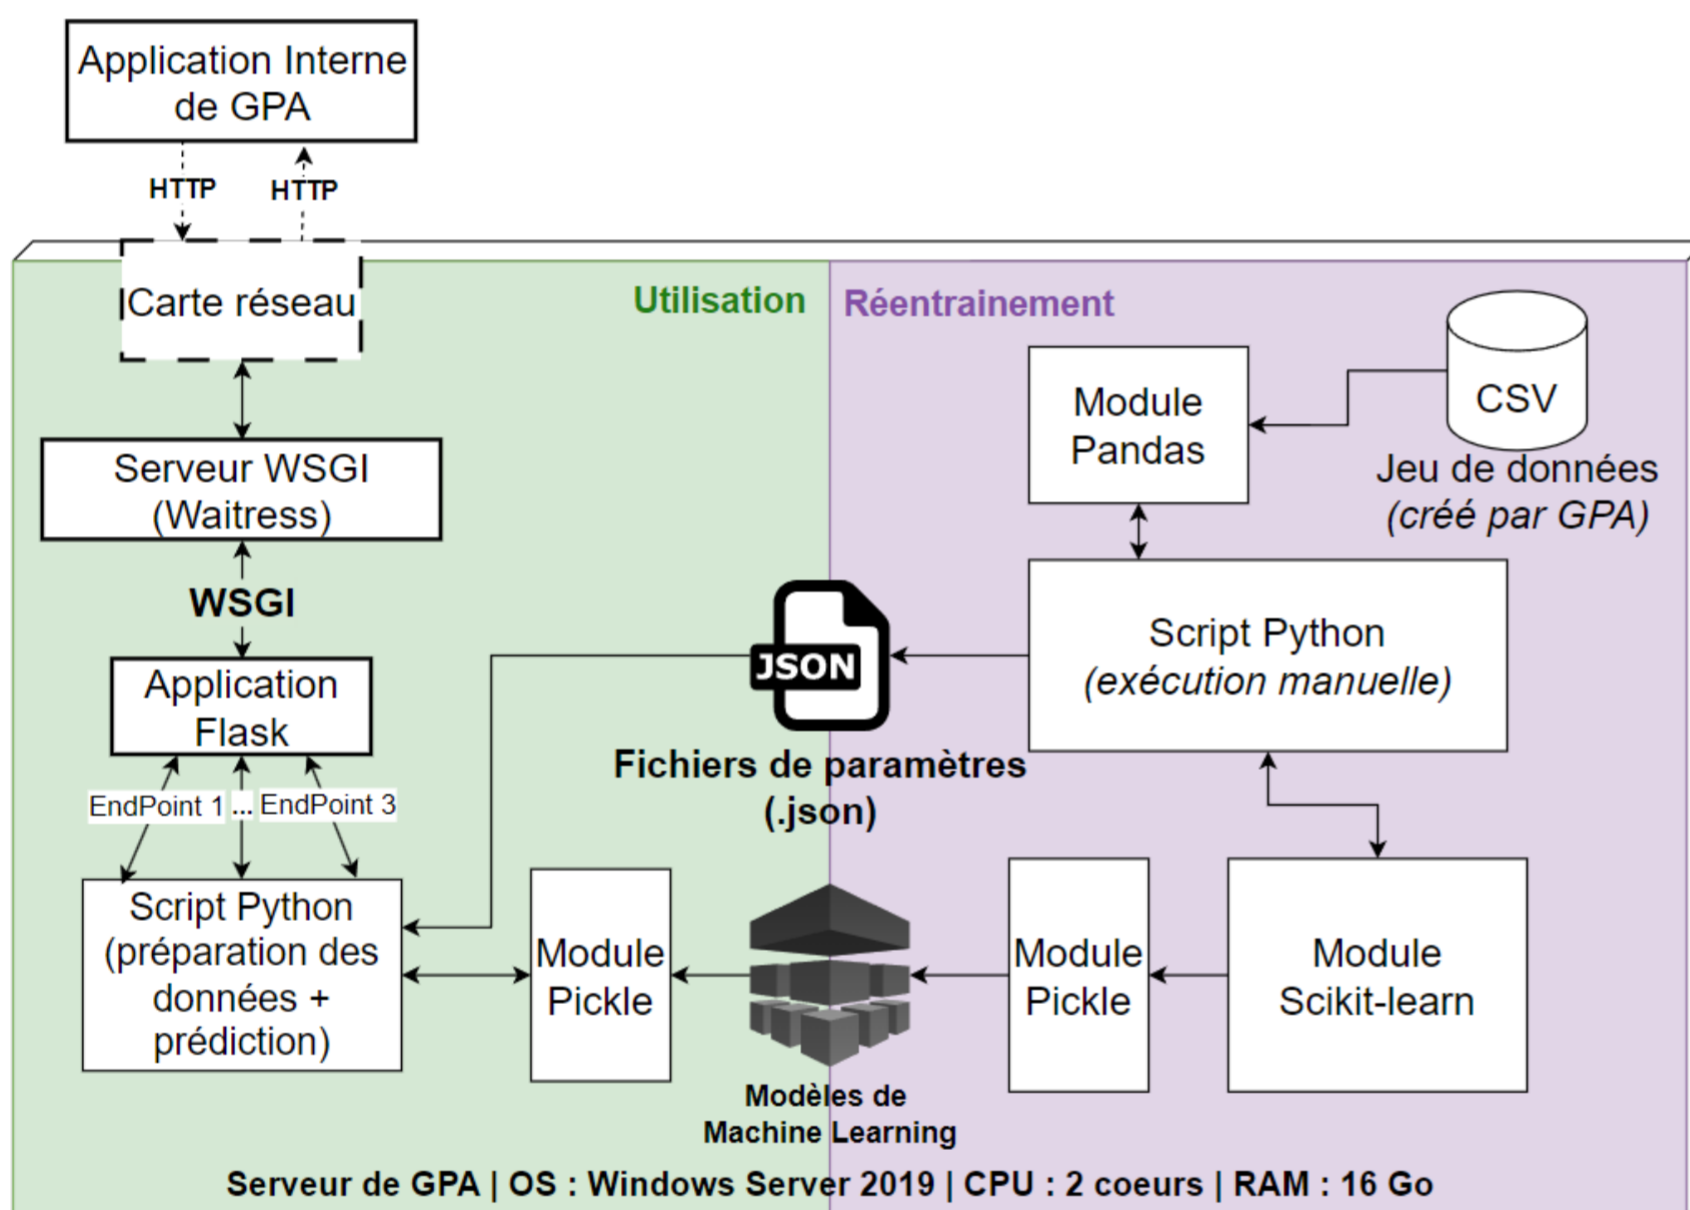 Application Interne
de GPA
HTTP
HTTP
Carte réseau
Utilisation
Réentrainement
Serveur WSGI
(Waitress)
WSGI
Application
Flask
EndPoint 1
...
EndPoint 3
Script Python
(préparation des
données +
prédiction)
Module
Pickle
JSON
Fichiers de paramètres
(.json)
Modèles de
Machine Learning
Module
Pandas
CSV
Jeu de données
(créé par GPA)
Script Python
(exécution manuelle)
Module
Pickle
Module
Scikit-learn
Serveur de GPA | OS : Windows Server 2019 | CPU : 2 coeurs | RAM : 16 Go